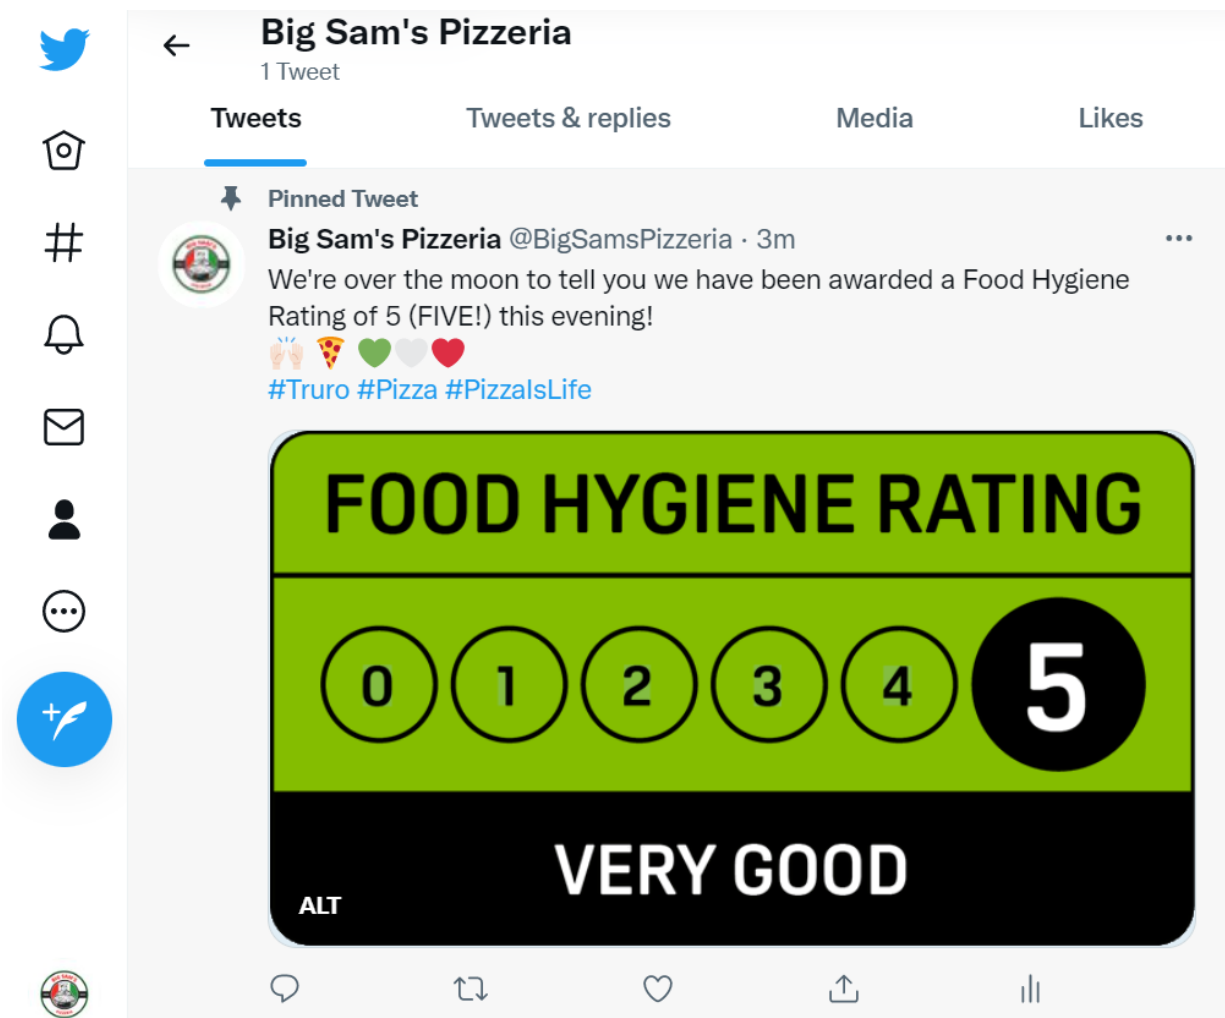 Big Sam's Pizzeria
1 Tweet
Tweets Tweets & replies Media Likes
Pinned Tweet
Big Sam's Pizzeria @BigSamsPizzeria · 3m
We're over the moon to tell you we have been awarded a Food Hygiene
Rating of 5 (FIVE!) this evening!
🙌🏻 🍕 💚🤍❤️
#Truro #Pizza #PizzaIsLife
FOOD HYGIENE RATING
0 1 2 3 4 5
VERY GOOD
ALT